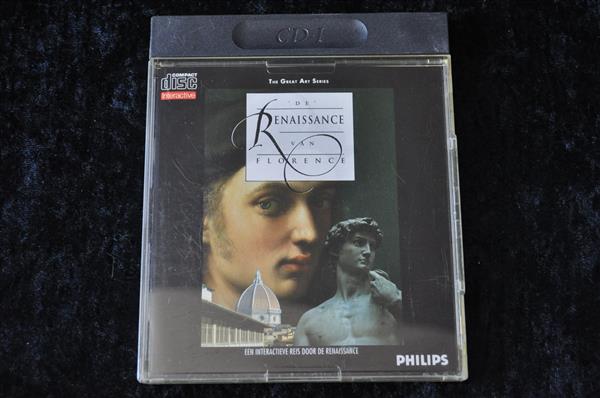 CD-I
COMPACT
disc
Interactive
THE GREAT ART SERIES
'DE'
RENAISSANCE
VAN
FLORENCE
EEN INTERACTIEVE REIS DOOR DE RENAISSANCE
PHILIPS